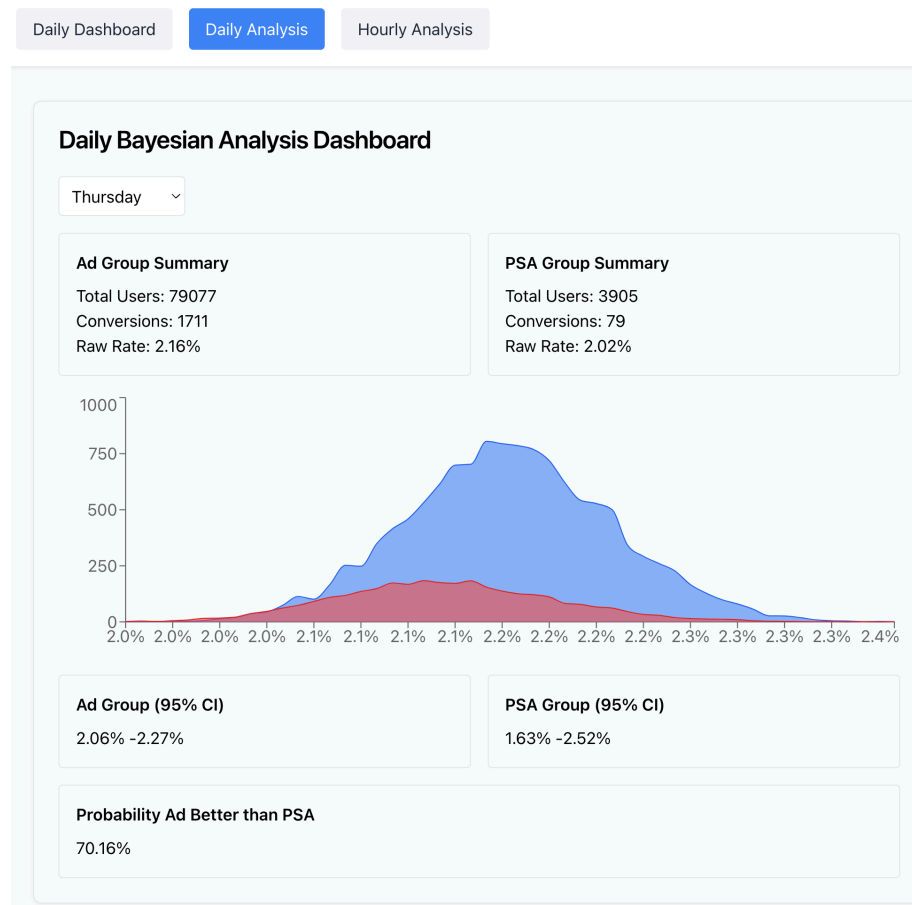 Daily Dashboard
Daily Analysis
Hourly Analysis
Daily Bayesian Analysis Dashboard
Thursday
Ad Group Summary
Total Users: 79077
Conversions: 1711
Raw Rate: 2.16%
PSA Group Summary
Total Users: 3905
Conversions: 79
Raw Rate: 2.02%
1000
750
500
250
0
2.0% 2.0% 2.0% 2.0% 2.1% 2.1% 2.1% 2.1% 2.2% 2.2% 2.2% 2.2% 2.3% 2.3% 2.3% 2.3% 2.4%
Ad Group (95% CI)
2.06% -2.27%
PSA Group (95% CI)
1.63% -2.52%
Probability Ad Better than PSA
70.16%